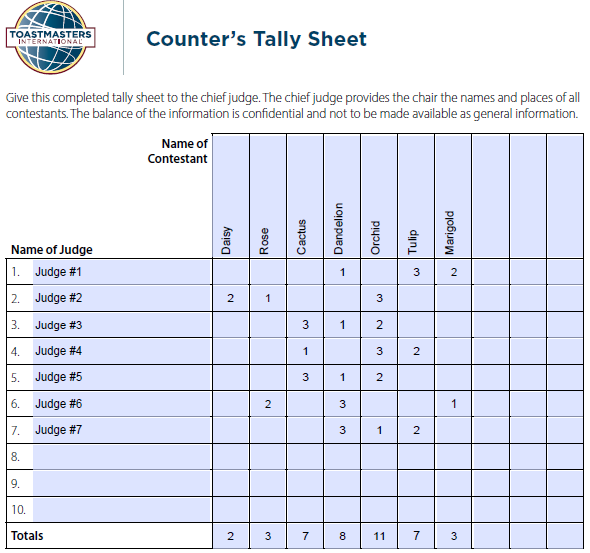 TOASTMASTERS
INTERNATIONAL
Counter's Tally Sheet
Give this completed tally sheet to the chief judge. The chief judge provides the chair the names and places of all
contestants. The balance of the information is confidential and not to be made available as general information.
Name of
Contestant
Name of Judge Daisy Rose Cactus Dandelion Orchid Tulip Marigold
1. Judge #1 1 3 2
2. Judge #2 2 1 3
3. Judge #3 3 1 2
4. Judge #4 1 3 2
5. Judge #5 3 1 2
6. Judge #6 2 3 1
7. Judge #7 3 1 2
8.
9.
10.
Totals 2 3 7 8 11 7 3